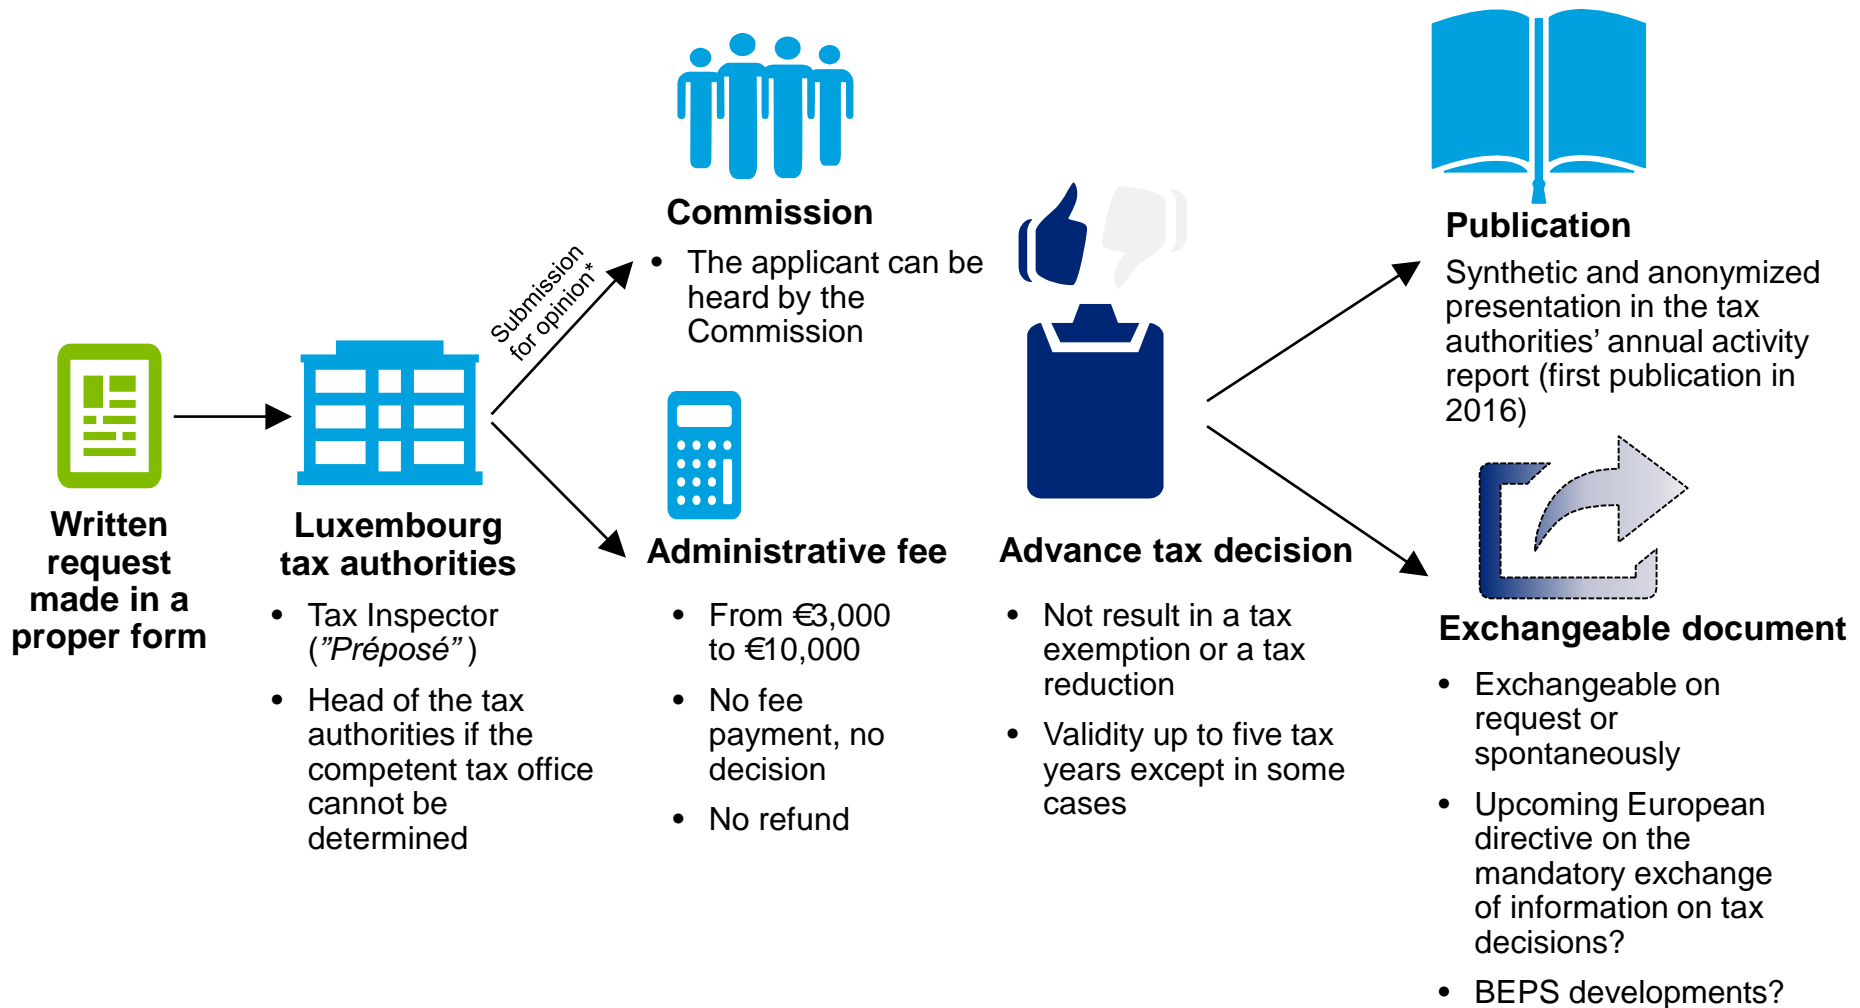 Written
request
made in a
proper form
Luxembourg
tax authorities
• Tax Inspector
(”Préposé” )
• Head of the tax
authorities if the
competent tax office
cannot be
determined
Submission
for opinion*
Commission
• The applicant can be
heard by the
Commission
Administrative fee
• From €3,000
to €10,000
• No fee
payment, no
decision
• No refund
Advance tax decision
• Not result in a tax
exemption or a tax
reduction
• Validity up to five tax
years except in some
cases
Publication
Synthetic and anonymized
presentation in the tax
authorities’ annual activity
report (first publication in
2016)
Exchangeable document
• Exchangeable on
request or
spontaneously
• Upcoming European
directive on the
mandatory exchange
of information on tax
decisions?
• BEPS developments?